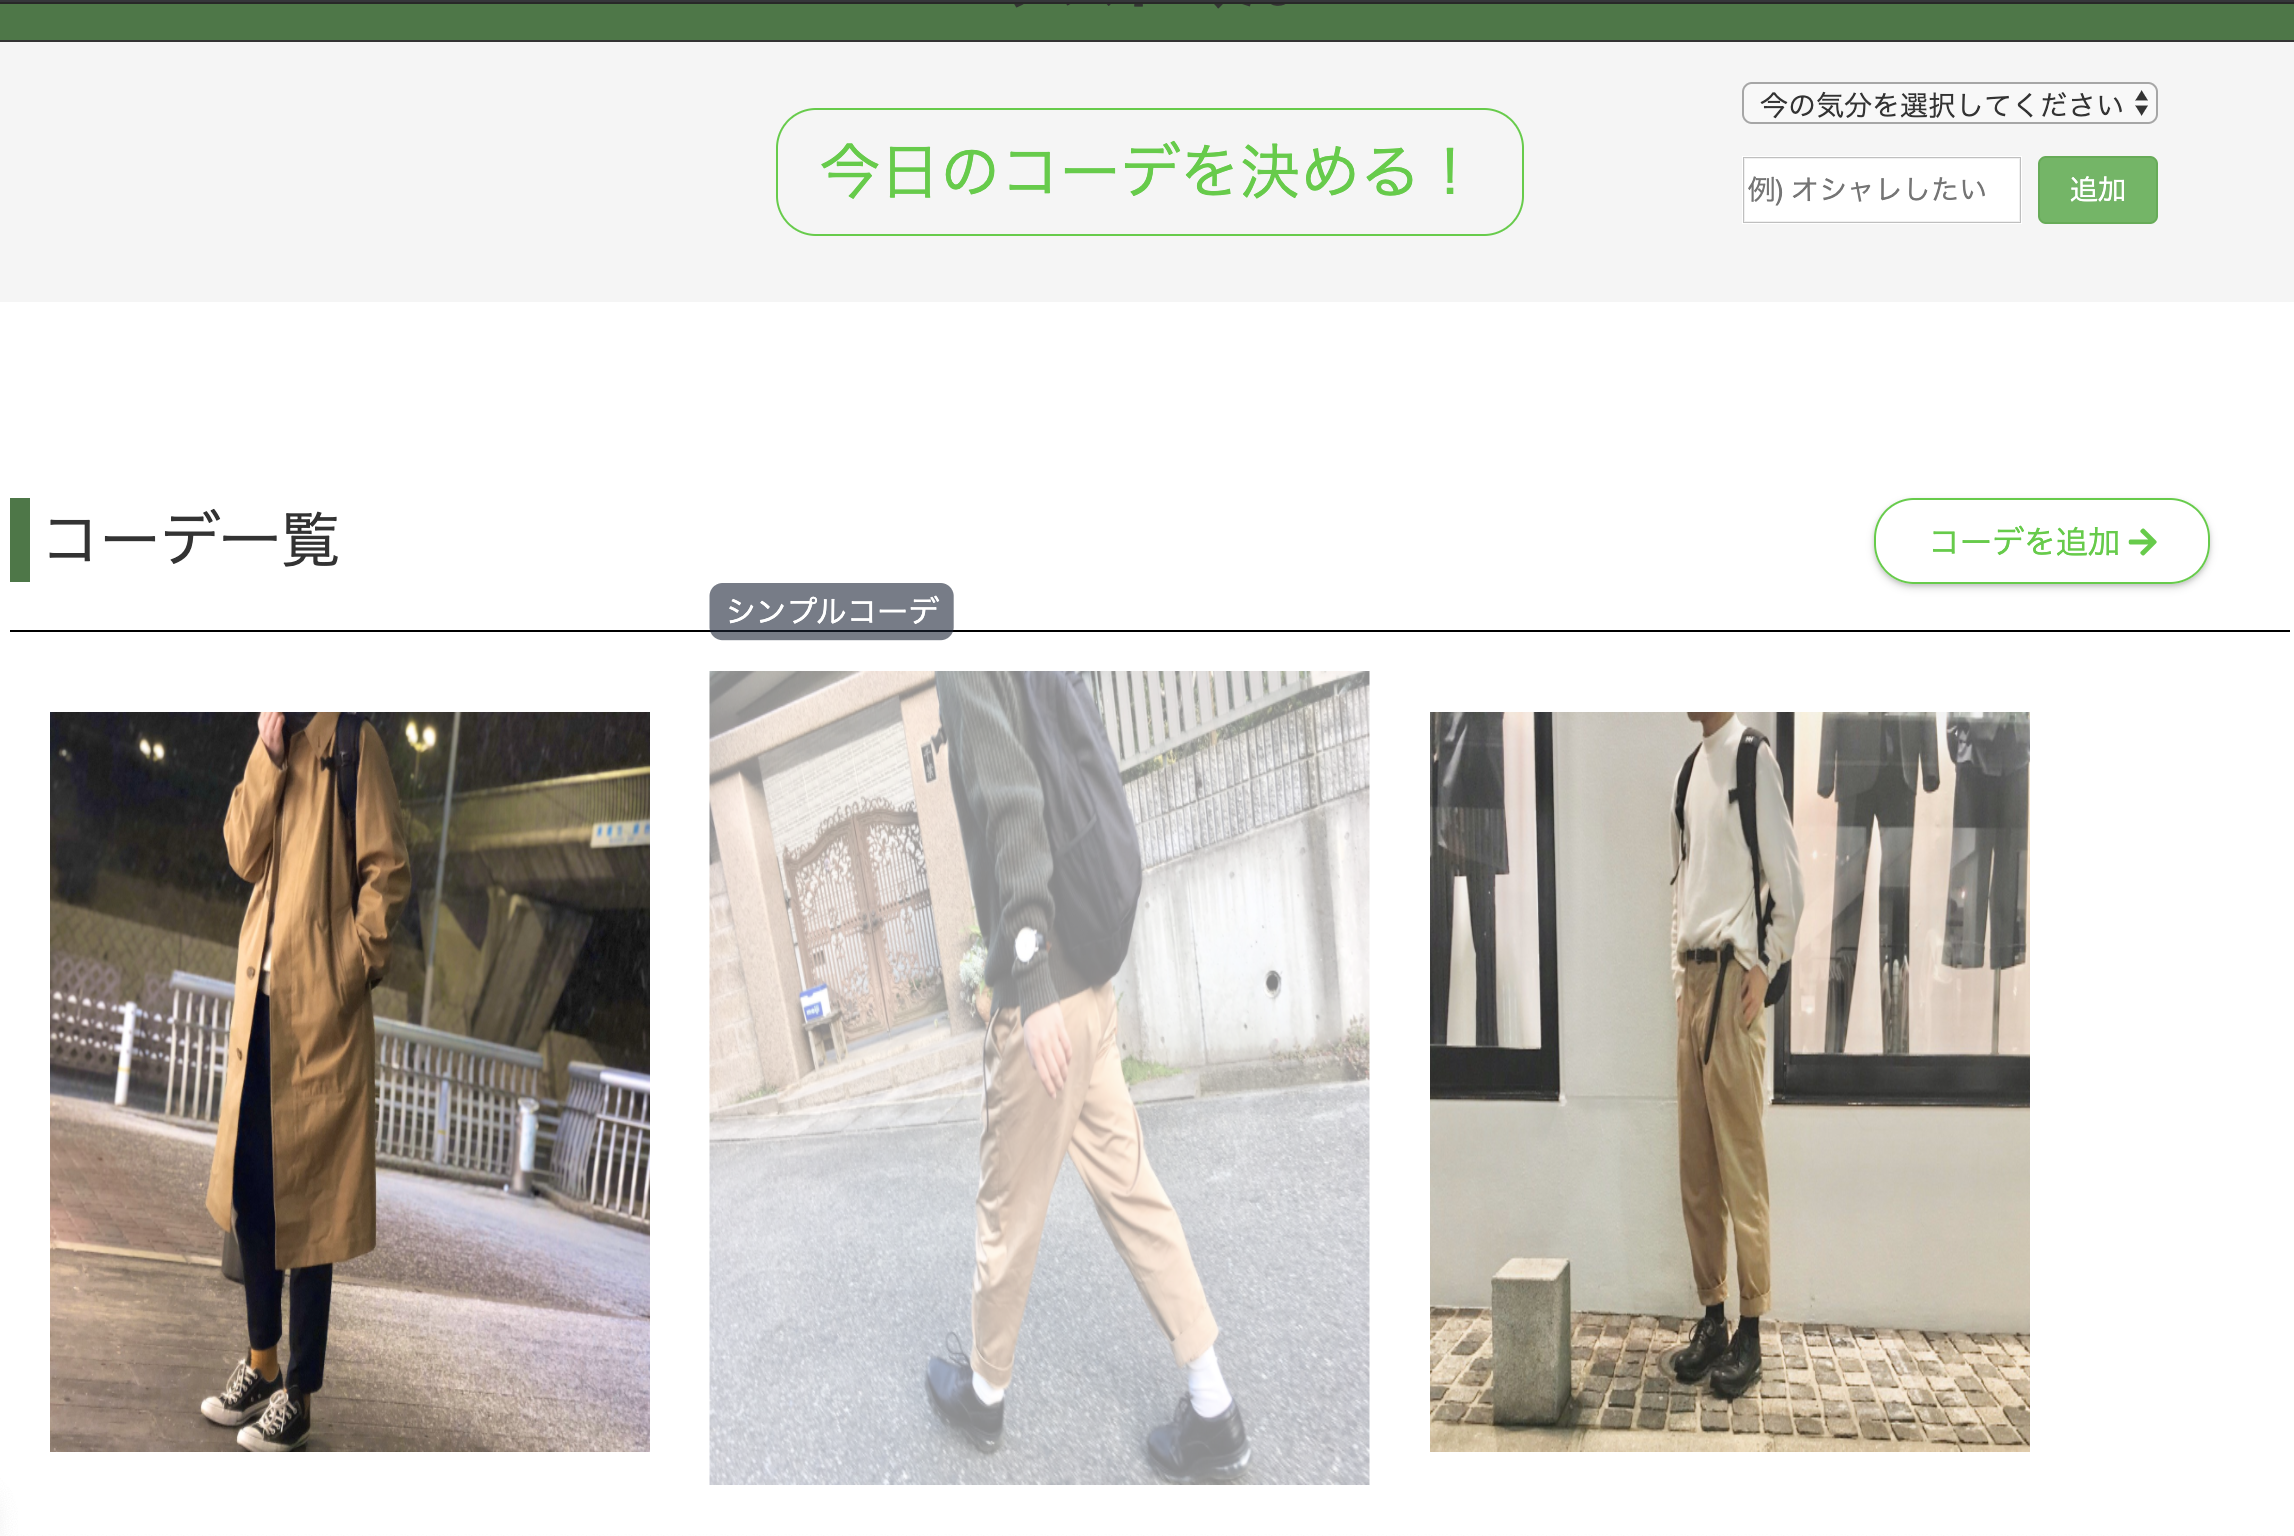 今日のコーデを決める！
今の気分を選択してください
例) オシャレしたい
追加
コーデ一覧
コーデを追加
シンプルコーデ